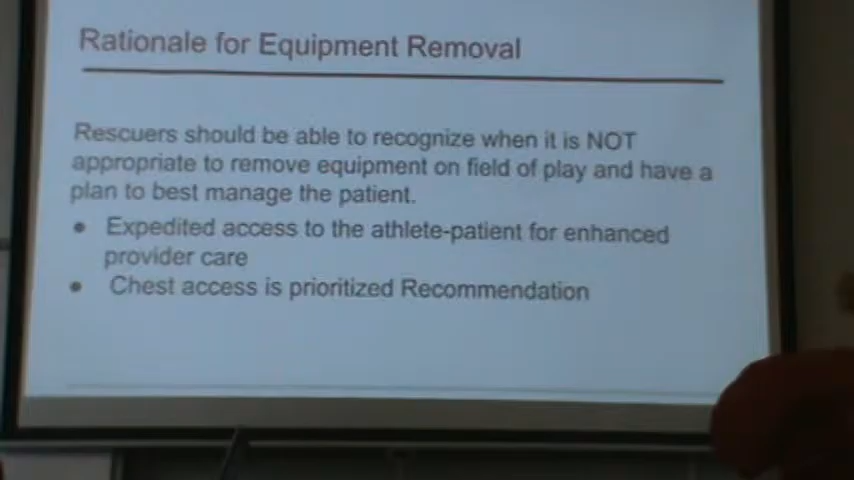 Rationale for Equipment Removal
Rescuers should be able to recognize when it is NOT
appropriate to remove equipment on field of play and have a
plan to best manage the patient.
• Expedited access to the athlete-patient for enhanced
provider care
• Chest access is prioritized Recommendation